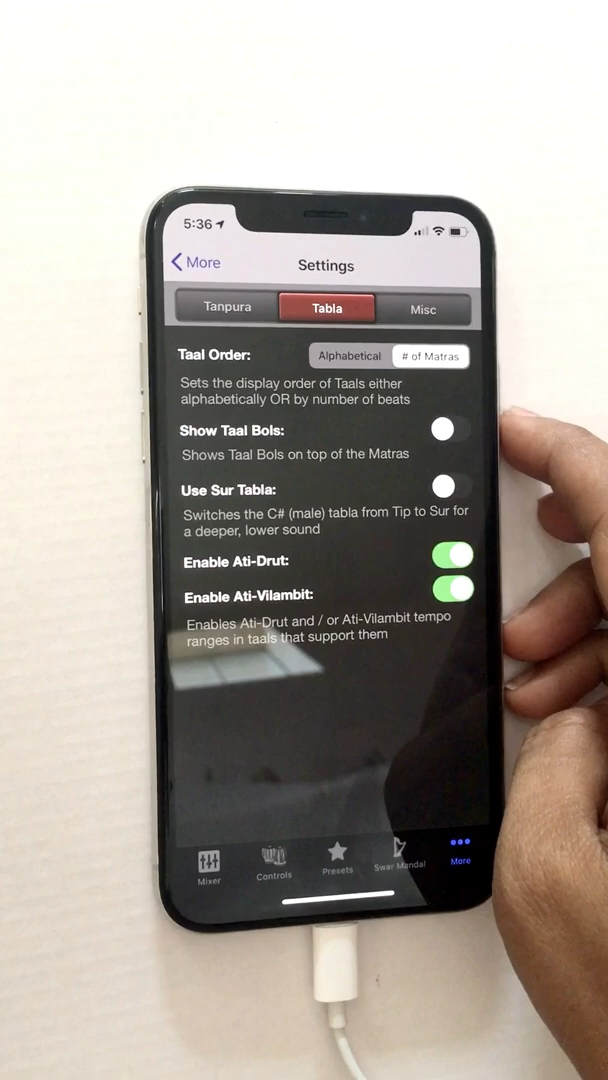 5:36
More
Settings
Tanpura
Tabla
Misc
Taal Order:
Alphabetical
# of Matras
Sets the display order of Taals either
alphabetically OR by number of beats
Show Taal Bols:
Shows Taal Bols on top of the Matras
Use Sur Tabla:
Switches the C# (male) tabla from Tip to Sur for
a deeper, lower sound
Enable Ati-Drut:
Enable Ati-Vilambit:
Enables Ati-Drut and / or Ati-Vilambit tempo
ranges in taals that support them
Mixer
Controls
Presets
Swar Mandal
More